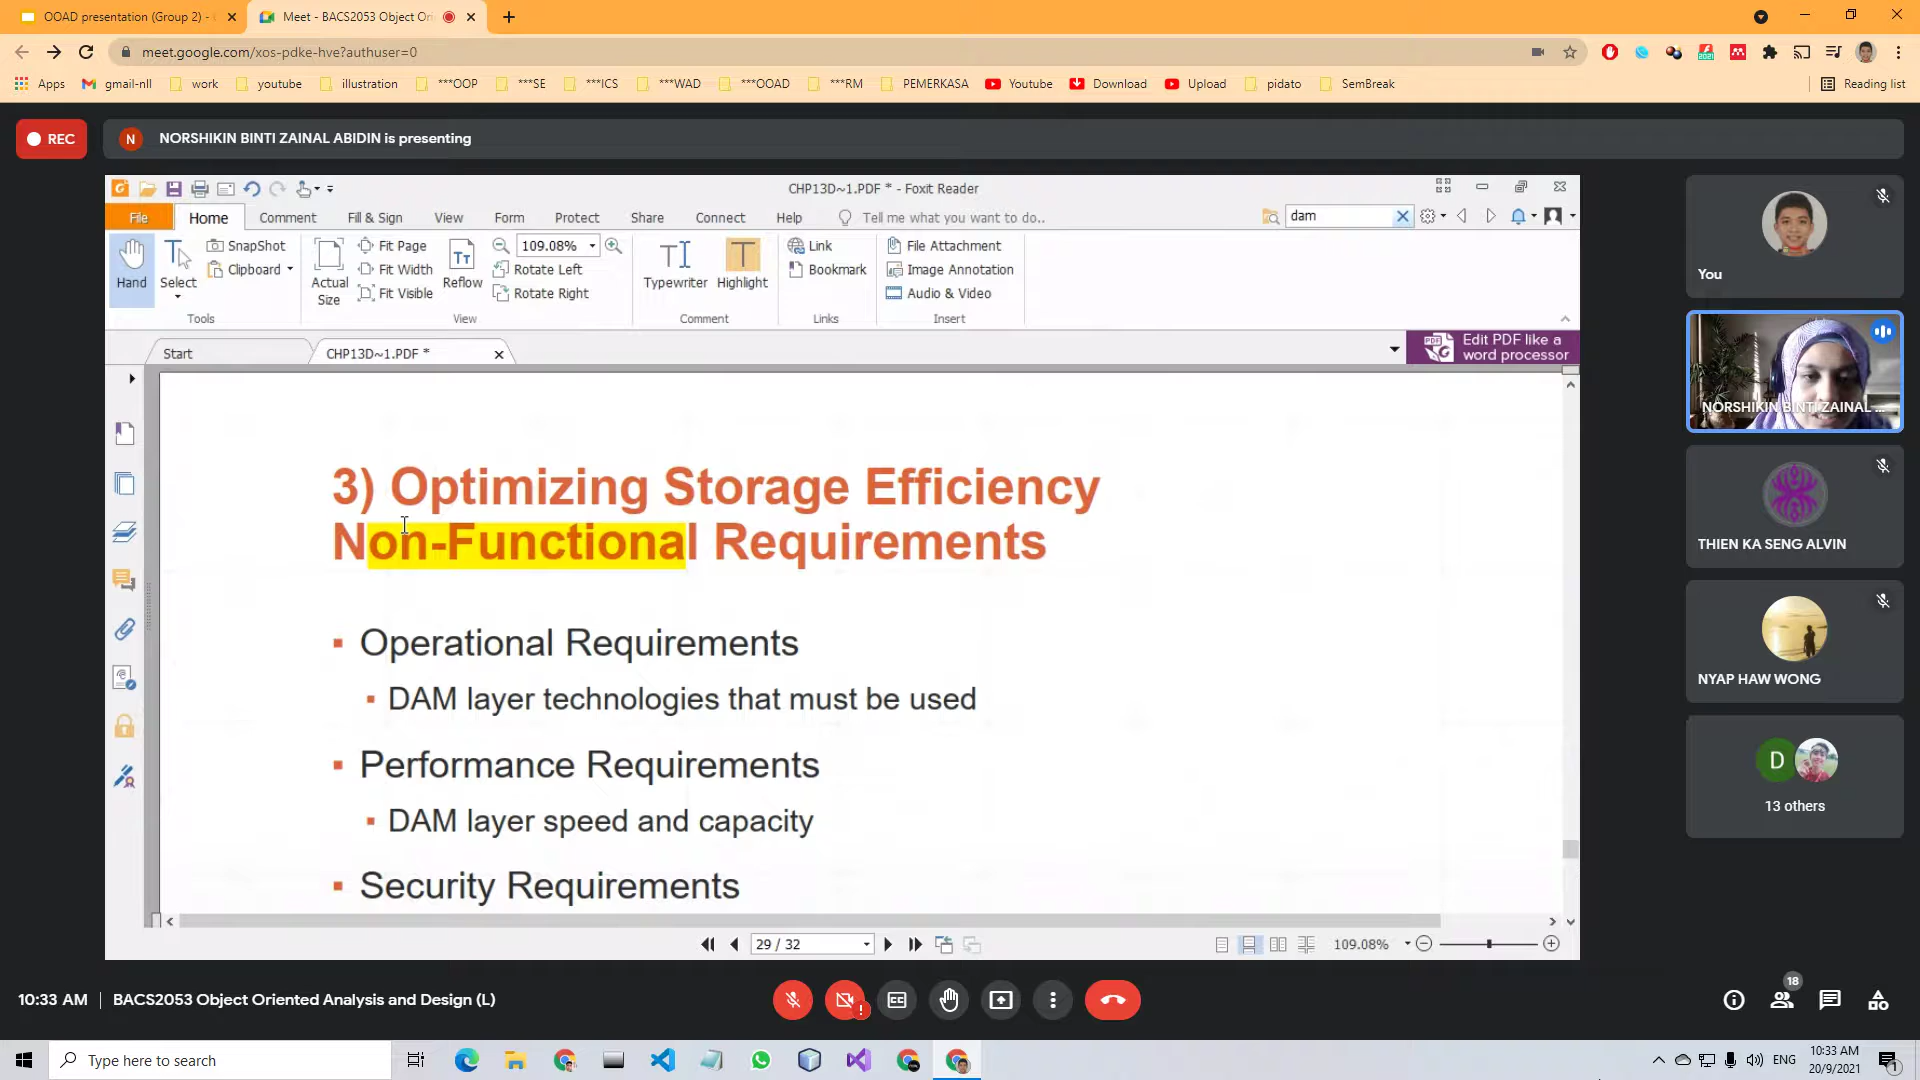 OOAD presentation (Group 2) -
Meet - BACS2053 Object Ori
meet.google.com/xos-pdke-hve?authuser=0
Apps
gmail-nll
work
youtube
illustration
***OOP
***SE
***ICS
***WAD
***OOAD
***RM
PEMERKASA
Youtube
Download
Upload
pidato
SemBreak
Reading list
REC
N
NORSHIKIN BINTI ZAINAL ABIDIN is presenting
CHP13D~1.PDF * - Foxit Reader
File
Home
Comment
Fill & Sign
View
Form
Protect
Share
Connect
Help
Tell me what you want to do..
dam
Hand
Select
SnapShot
Clipboard
Tools
Actual
Size
Fit Page
Fit Width
Fit Visible
Reflow
109.08%
Rotate Left
Rotate Right
View
Typewriter
Highlight
Comment
Link
Bookmark
Links
File Attachment
Image Annotation
Audio & Video
Insert
Start
CHP13D~1.PDF *
Edit PDF like a
word processor
3) Optimizing Storage Efficiency
Non-Functional Requirements
Operational Requirements
DAM layer technologies that must be used
Performance Requirements
DAM layer speed and capacity
Security Requirements
29 / 32
109.08%
You
NORSHIKIN BINTI ZAINAL ...
THIEN KA SENG ALVIN
NYAP HAW WONG
D
13 others
10:33 AM
BACS2053 Object Oriented Analysis and Design (L)
18
Type here to search
ENG
10:33 AM
20/9/2021
1